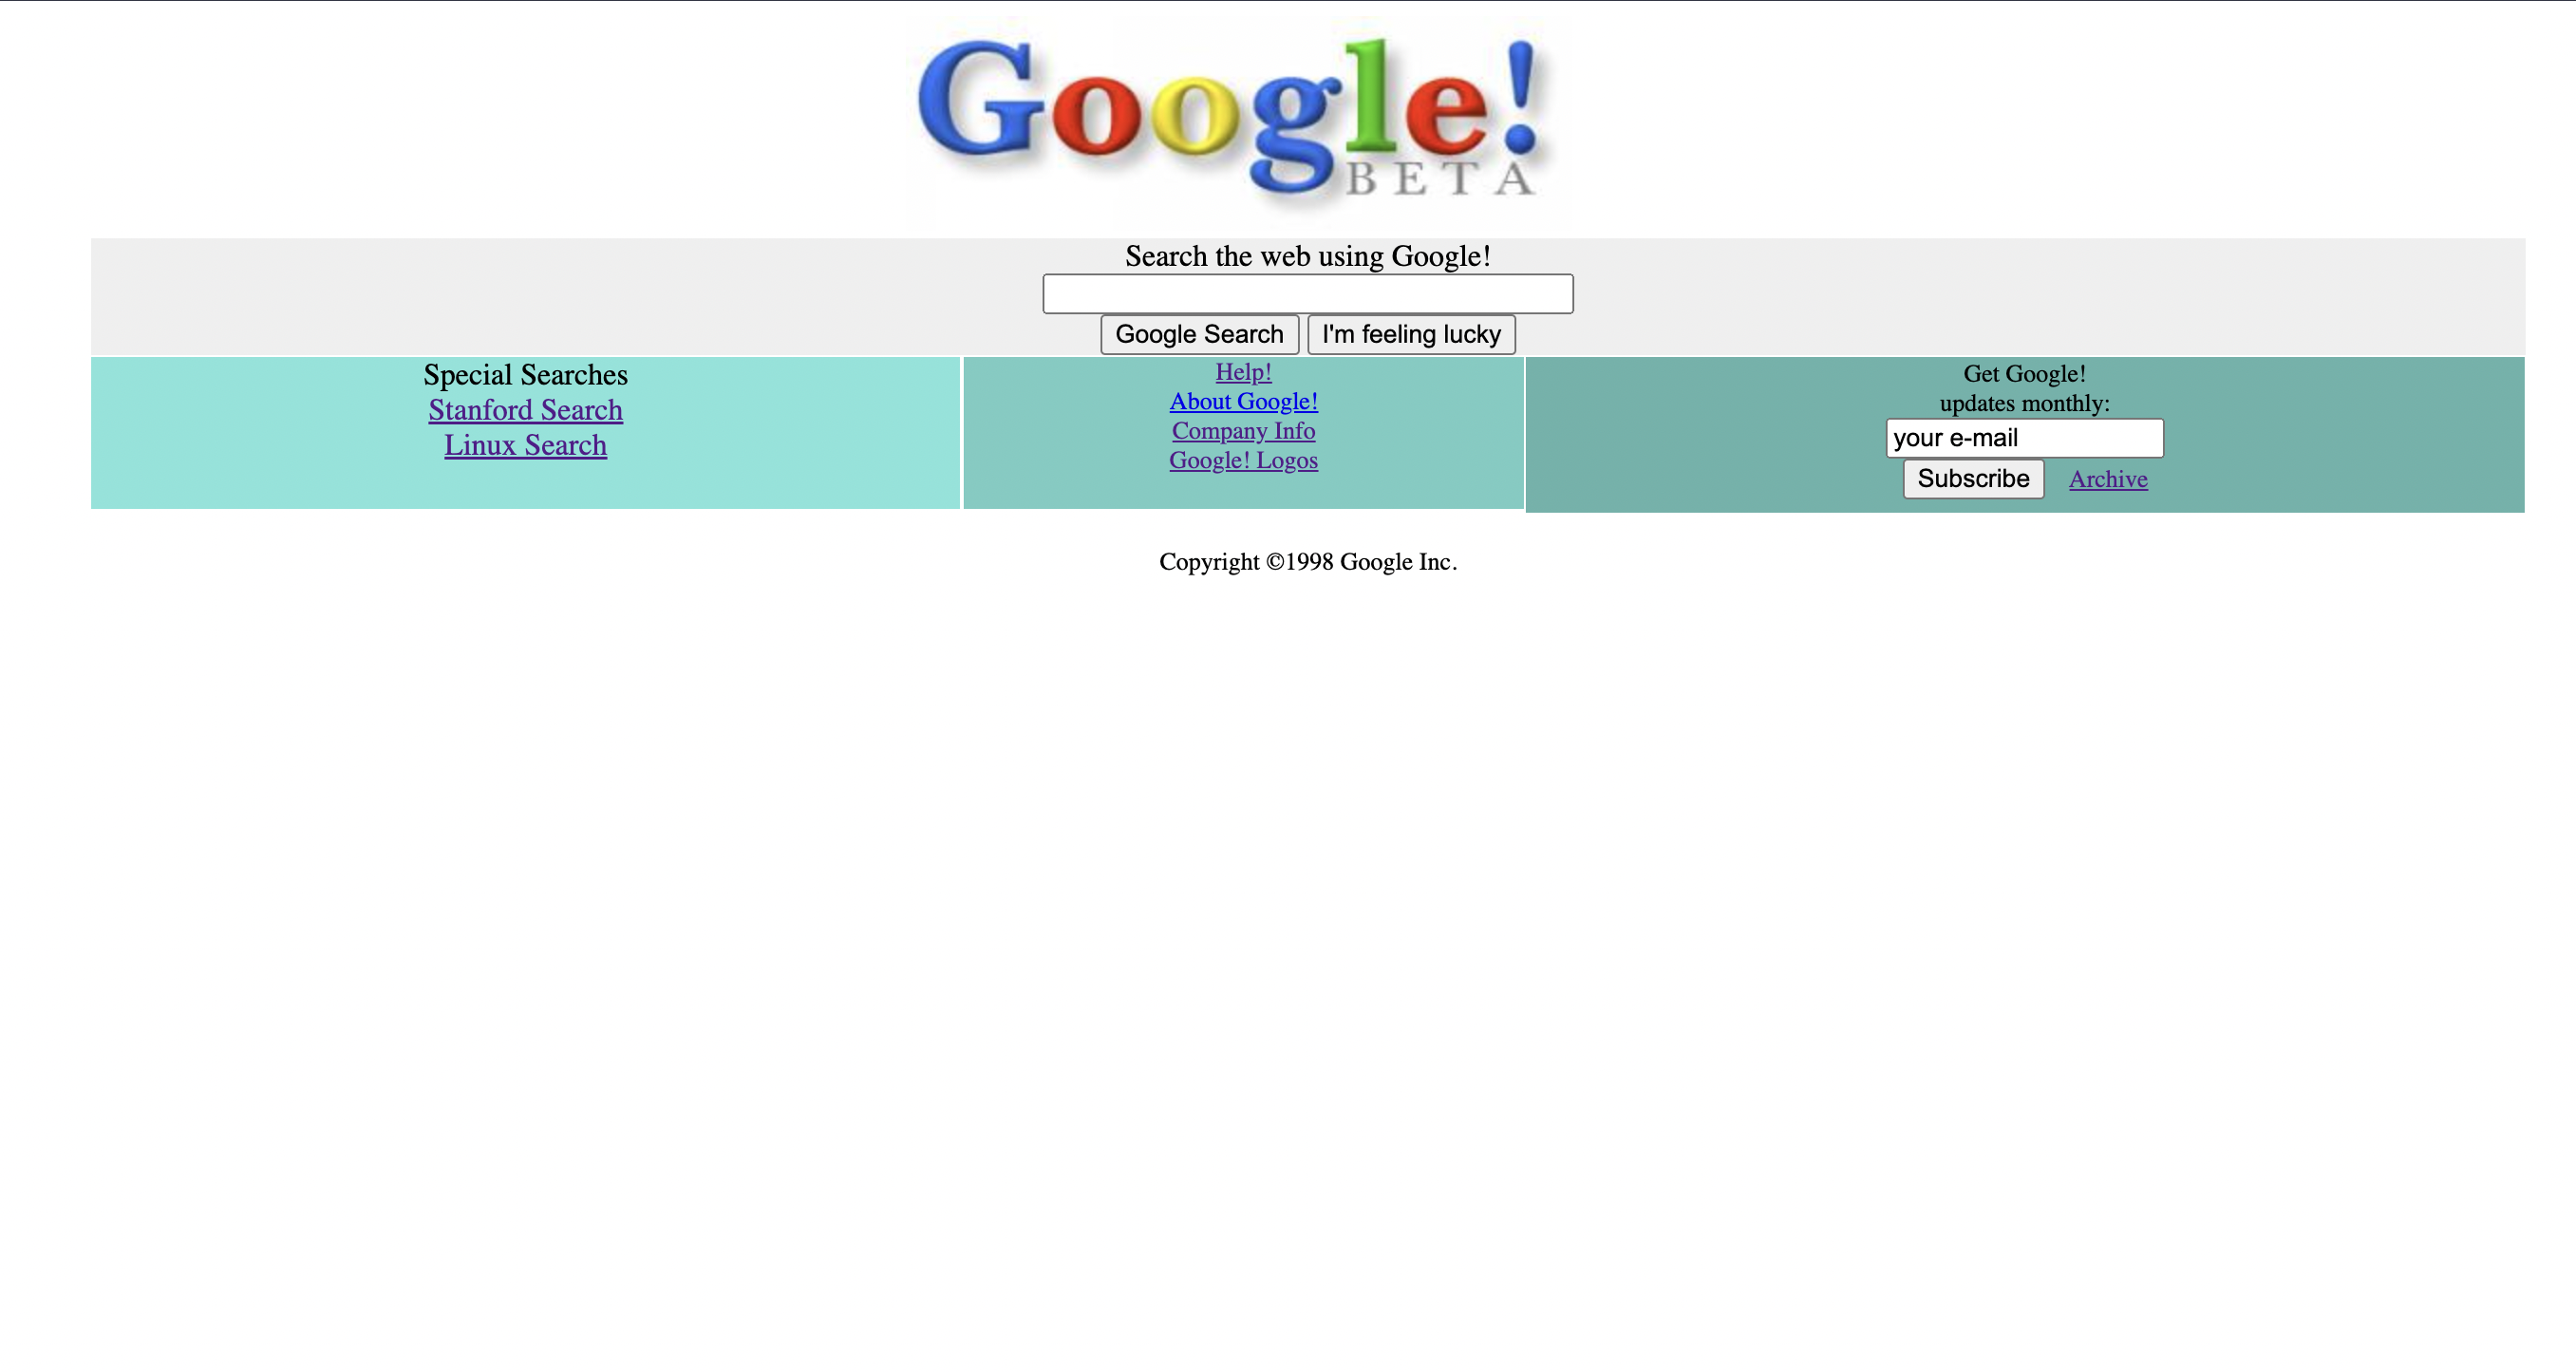 Google!
BETA
Search the web using Google!
Google Search I'm feeling lucky
Special Searches
Stanford Search
Linux Search
Help!
About Google!
Company Info
Google! Logos
Get Google!
updates monthly:
your e-mail
Subscribe Archive
Copyright ©1998 Google Inc.